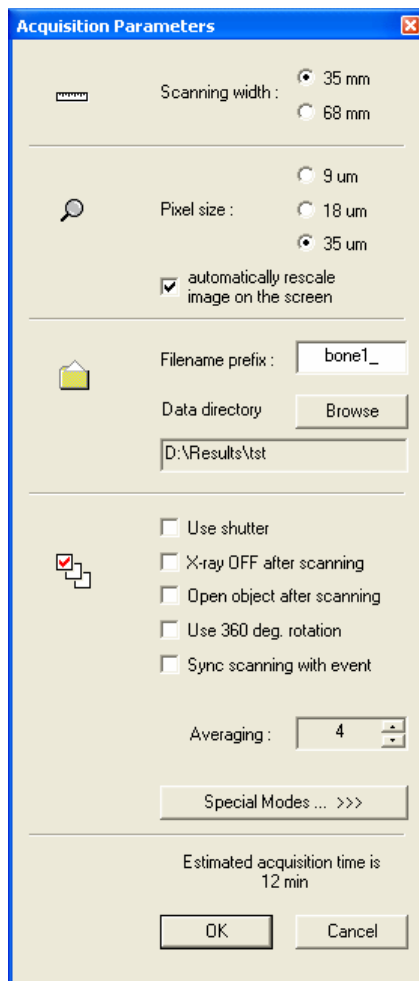 Acquisition Parameters
Scanning width :
35 mm
68 mm
Pixel size :
9 um
18 um
35 um
automatically rescale
image on the screen
Filename prefix :
bone1_
Data directory
Browse
D:\Results\tst
Use shutter
X-ray OFF after scanning
Open object after scanning
Use 360 deg. rotation
Sync scanning with event
Averaging :
4
Special Modes ... >>>
Estimated acquisition time is
12 min
OK
Cancel